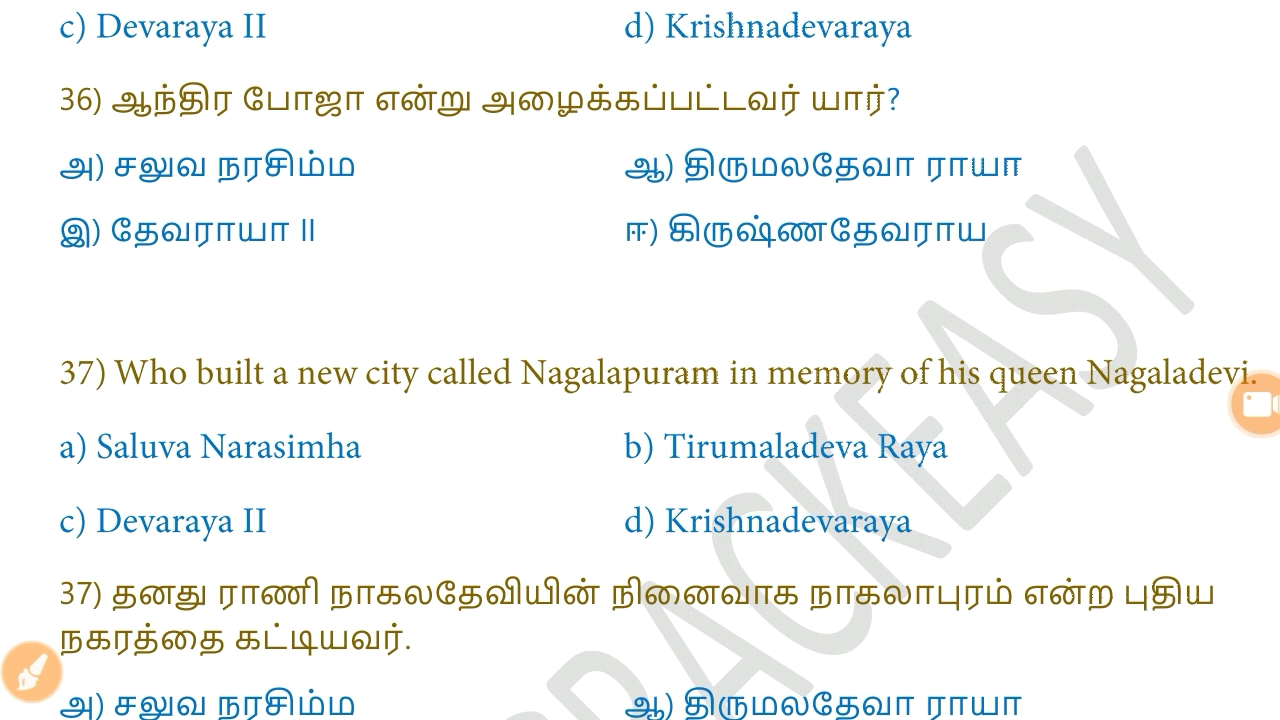 c) Devaraya II d) Krishnadevaraya
36) ஆந்திர போஜா என்று அழைக்கப்பட்டவர் யார்?
அ) சலுவ நரசிம்ம ஆ) திருமலதேவா ராயா
இ) தேவராயா II ஈ) கிருஷ்ணதேவராய
37) Who built a new city called Nagalapuram in memory of his queen Nagaladevi.
a) Saluva Narasimha b) Tirumaladeva Raya
c) Devaraya II d) Krishnadevaraya
37) தனது ராணி நாகலதேவியின் நினைவாக நாகலாபுரம் என்ற புதிய
நகரத்தை கட்டியவர்.
அ) சலுவ நரசிம்ம ஆ) திருமலதேவா ராயா